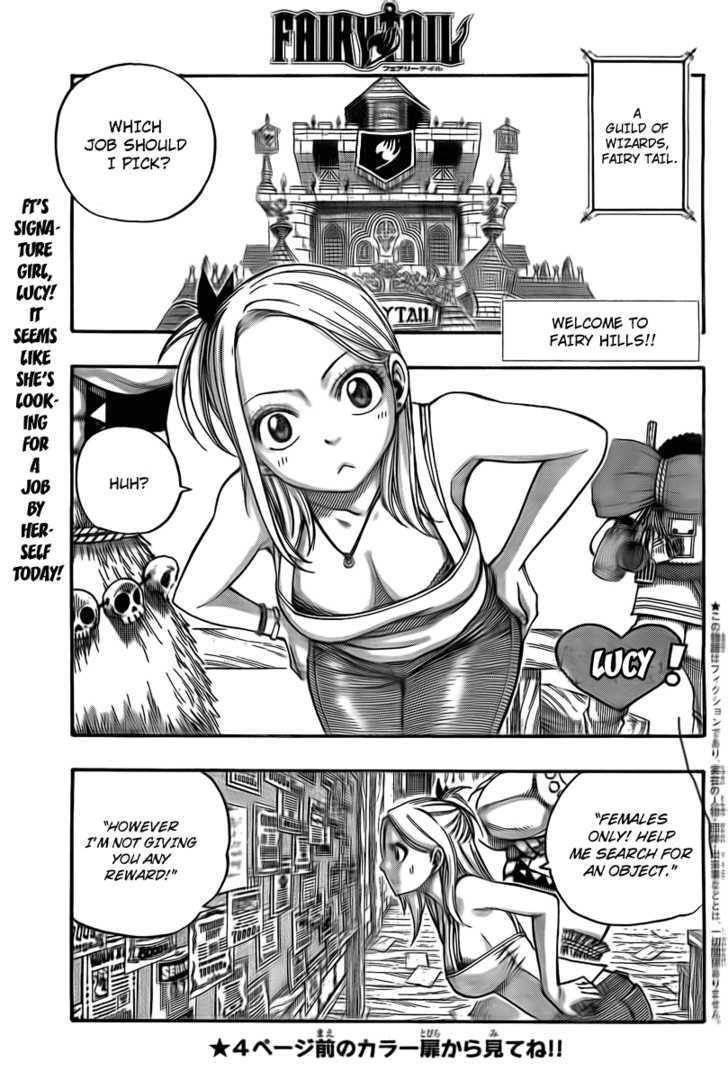 FAIRY TAIL
フェアリーテイル
A
GUILD OF
WIZARDS,
FAIRY TAIL.
WHICH
JOB SHOULD
I PICK?
WELCOME TO
FAIRY HILLS!!
FT'S
SIGNA-
TURE
GIRL,
LUCY!
IT
SEEMS
LIKE
SHE'S
LOOK-
ING
FOR
A
JOB
BY
HER-
SELF
TODAY!
HUH?
LUCY!
"FEMALES
ONLY! HELP
ME SEARCH FOR
AN OBJECT."
"HOWEVER
I'M NOT GIVING
YOU ANY
REWARD!"
★4ページ前のカラー扉から見てね!!